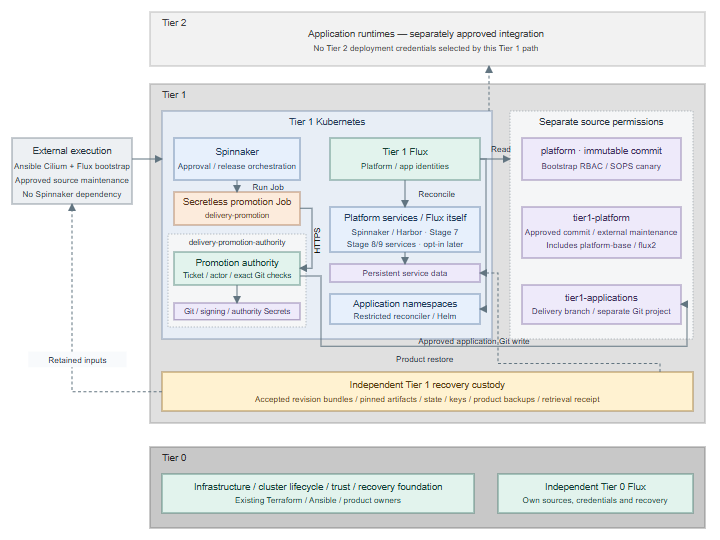 Tier 2
Application runtimes — separately approved integration
No Tier 2 deployment credentials selected by this Tier 1 path
Tier 1
External execution
Ansible Cilium + Flux bootstrap
Approved source maintenance
No Spinnaker dependency
Tier 1 Kubernetes
Spinnaker
Approval / release orchestration
Run Job
Secretless promotion Job
delivery-promotion
HTTPS
delivery-promotion-authority
Promotion authority
Ticket / actor / exact Git checks
Git / signing / authority Secrets
Tier 1 Flux
Platform / app identities
Reconcile
Platform services / Flux itself
Spinnaker / Harbor · Stage 7
Stage 8/9 services · opt-in later
Persistent service data
Application namespaces
Restricted reconciler / Helm
Read
Separate source permissions
platform · immutable commit
Bootstrap RBAC / SOPS canary
tier1-platform
Approved commit / external maintenance
Includes platform-base / flux2
tier1-applications
Delivery branch / separate Git project
Approved application Git write
Product restore
Retained inputs
Independent Tier 1 recovery custody
Accepted revision bundles / pinned artifacts / state / keys / product backups / retrieval receipt
Tier 0
Infrastructure / cluster lifecycle / trust / recovery foundation
Existing Terraform / Ansible / product owners
Independent Tier 0 Flux
Own sources, credentials and recovery